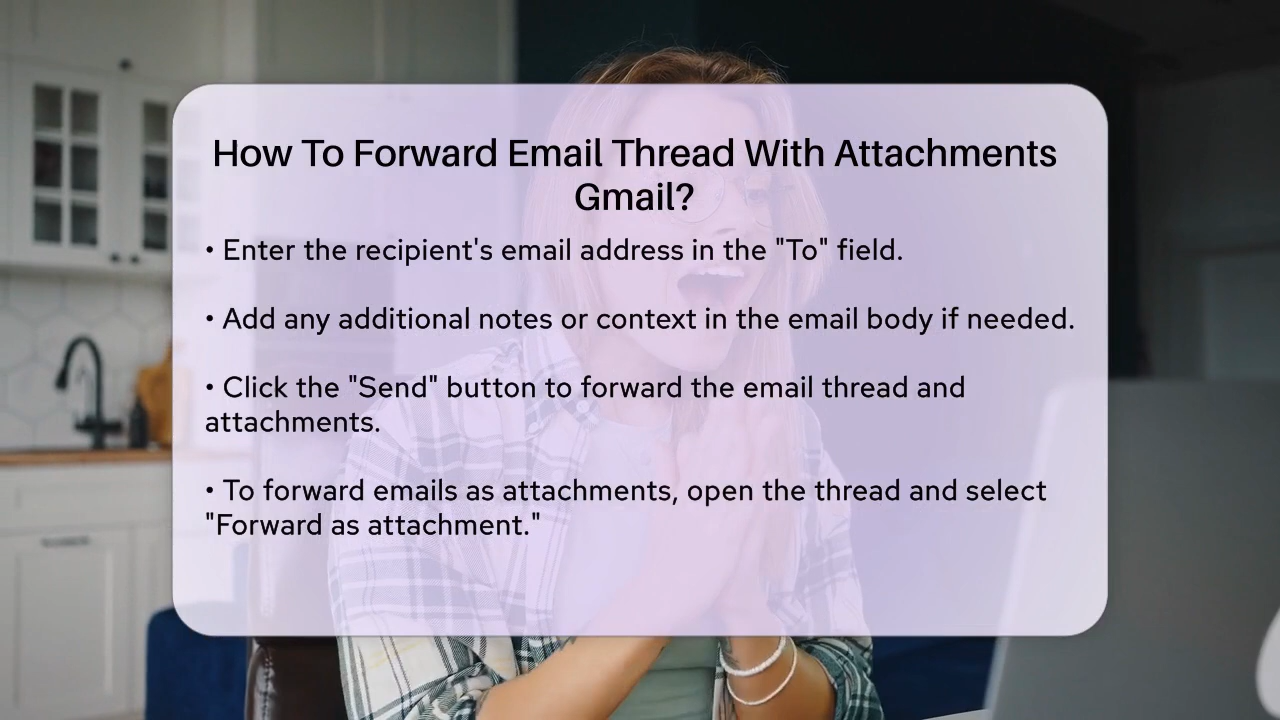 How To Forward Email Thread With Attachments
Gmail?
• Enter the recipient's email address in the "To" field.
• Add any additional notes or context in the email body if needed.
• Click the "Send" button to forward the email thread and
attachments.
• To forward emails as attachments, open the thread and select
"Forward as attachment."